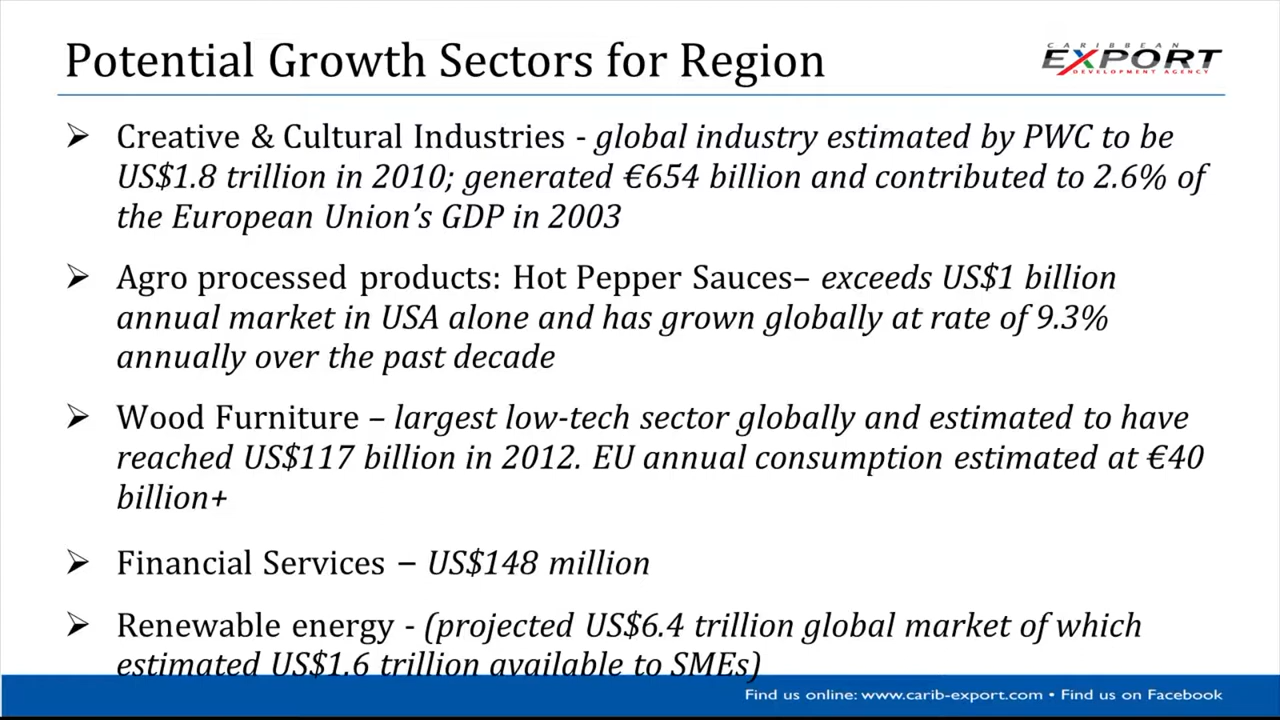 Potential Growth Sectors for Region
CARIBBEAN
EXPORT
DEVELOPMENT AGENCY
➢ Creative & Cultural Industries - global industry estimated by PWC to be
US$1.8 trillion in 2010; generated €654 billion and contributed to 2.6% of
the European Union’s GDP in 2003
➢ Agro processed products: Hot Pepper Sauces– exceeds US$1 billion
annual market in USA alone and has grown globally at rate of 9.3%
annually over the past decade
➢ Wood Furniture – largest low-tech sector globally and estimated to have
reached US$117 billion in 2012. EU annual consumption estimated at €40
billion+
➢ Financial Services – US$148 million
➢ Renewable energy - (projected US$6.4 trillion global market of which
estimated US$1.6 trillion available to SMEs)
Find us online: www.carib-export.com • Find us on Facebook